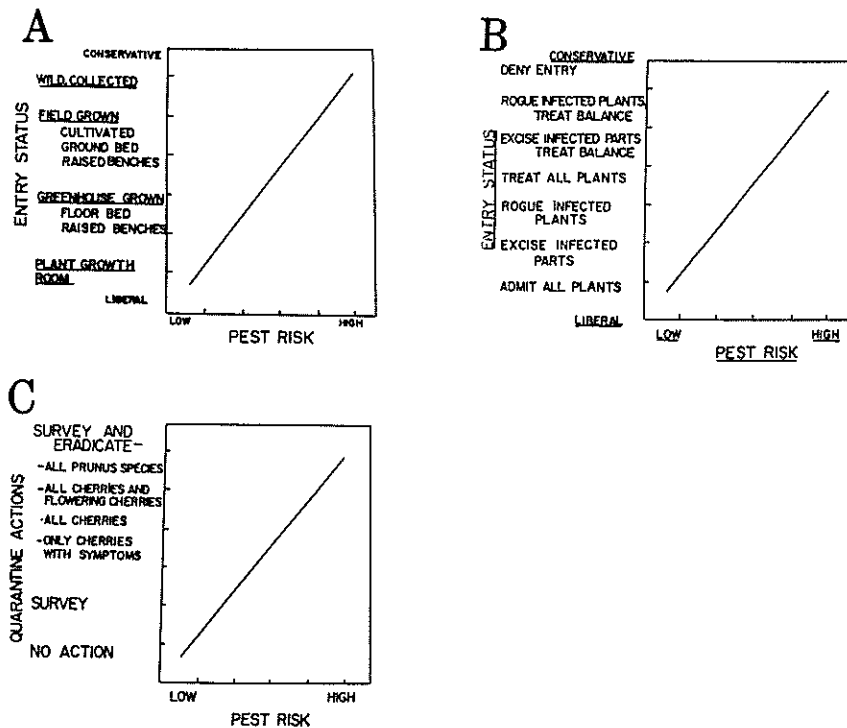 A
CONSERVATIVE
WILD, COLLECTED
FIELD GROWN
CULTIVATED
GROUND BED
RAISED BENCHES
GREENHOUSE GROWN
FLOOR BED
RAISED BENCHES
PLANT GROWTH
ROOM
LIBERAL
ENTRY STATUS
LOW
HIGH
PEST RISK
B
CONSERVATIVE
DENY ENTRY
ROGUE INFECTED PLANTS,
TREAT BALANCE
EXCISE INFECTED PARTS
TREAT BALANCE
TREAT ALL PLANTS
ROGUE INFECTED
PLANTS
EXCISE INFECTED
PARTS
ADMIT ALL PLANTS
LIBERAL
ENTRY STATUS
LOW
HIGH
PEST RISK
C
SURVEY AND
ERADICATE-
-ALL PRUNUS SPECIES
-ALL CHERRIES AND
FLOWERING CHERRIES
-ALL CHERRIES
-ONLY CHERRIES
WITH SYMPTOMS
SURVEY
NO ACTION
QUARANTINE ACTIONS
LOW
HIGH
PEST RISK